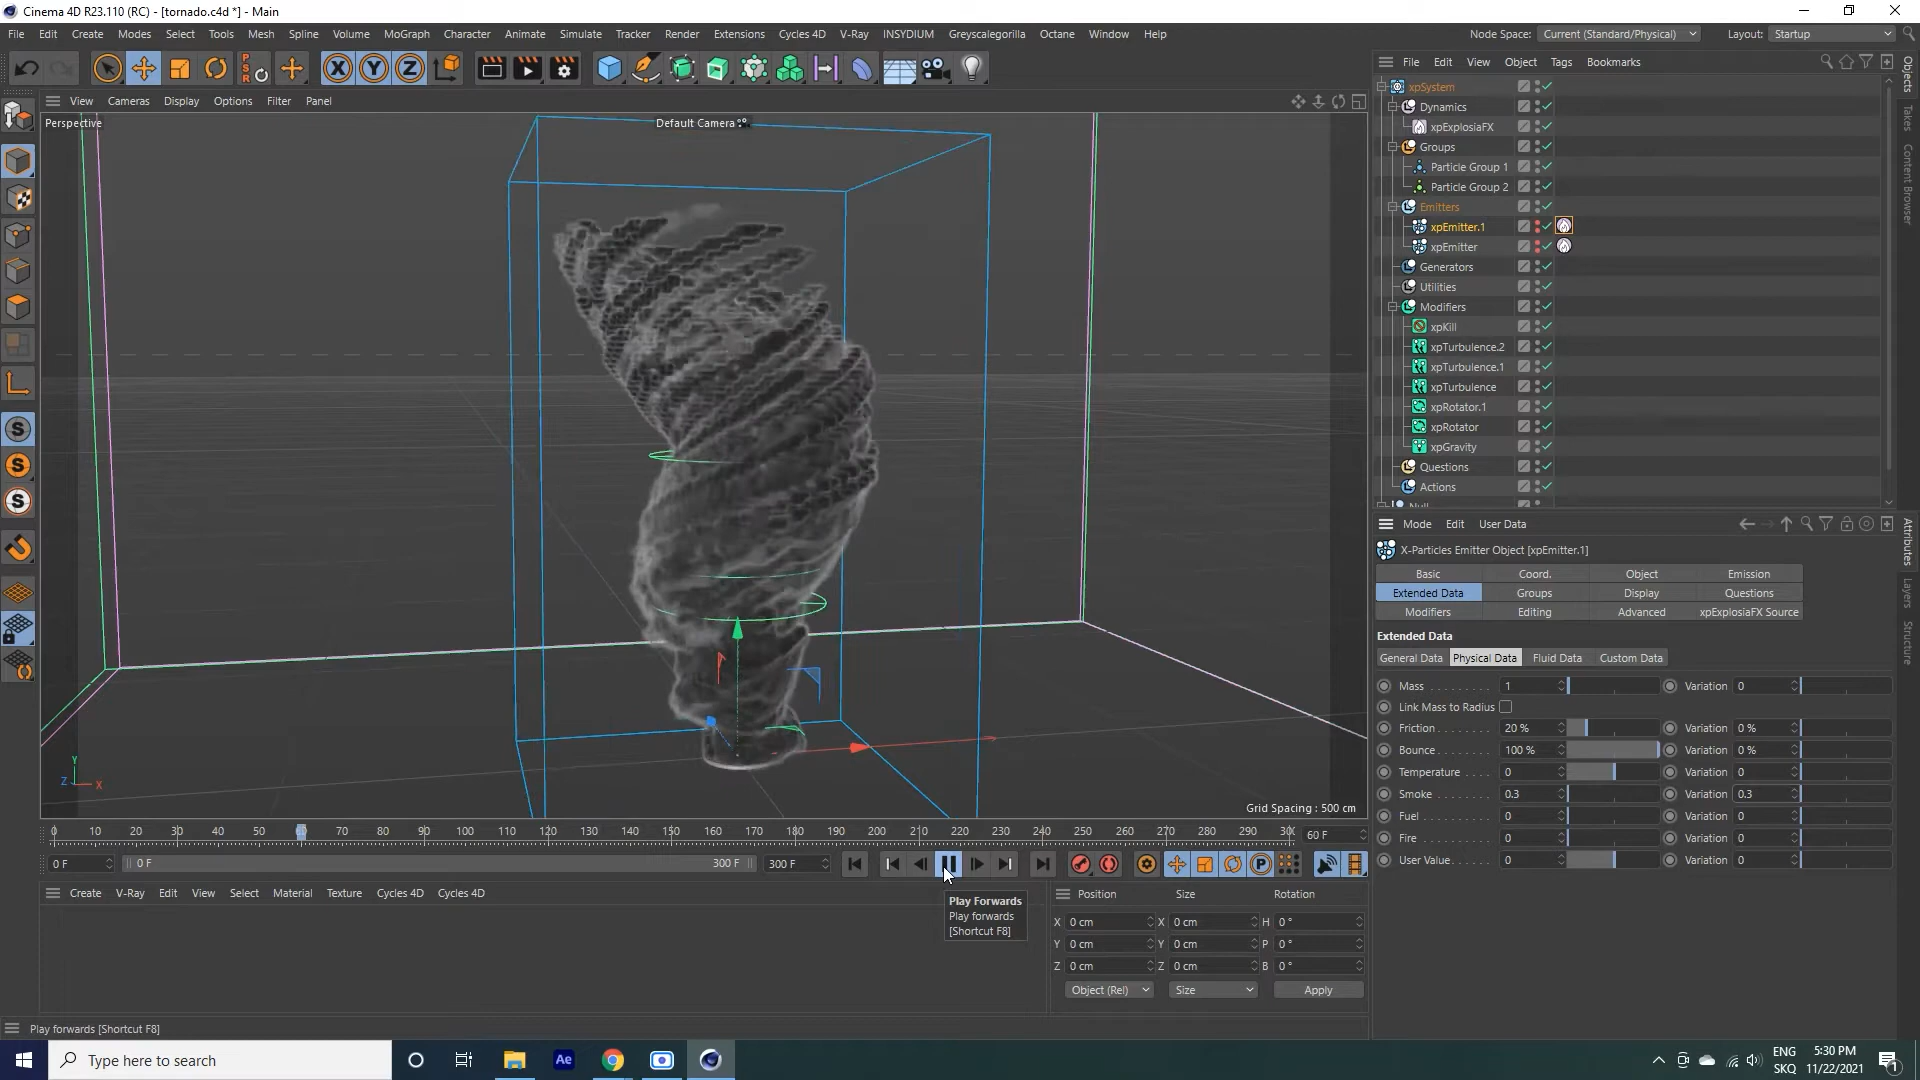 Cinema 4D R23.110 (RC) - [tornado.c4d *] - Main
File Edit Create Modes Select Tools Mesh Spline Volume MoGraph Character Animate Simulate Tracker Render Extensions Cycles 4D V-Ray INSYDIUM Greyscalegorilla Octane Window Help
Node Space: Current (Standard/Physical) Layout: Startup
PSR X Y Z
File Edit View Object Tags Bookmarks
View Cameras Display Options Filter Panel
Perspective
Default Camera
xpSystem
Dynamics
xpExplosiaFX
Groups
Particle Group 1
Particle Group 2
Emitters
xpEmitter.1
xpEmitter
Generators
Utilities
Modifiers
xpKill
xpTurbulence.2
xpTurbulence.1
xpTurbulence
xpRotator.1
xpRotator
xpGravity
Questions
Actions
Objects
Takes
Content Browser
Mode Edit User Data
X-Particles Emitter Object [xpEmitter.1]
Basic Coord. Object Emission
Extended Data Groups Display Questions
Modifiers Editing Advanced xpExplosiaFX Source
Extended Data
General Data Physical Data Fluid Data Custom Data
Mass 1 Variation 0
Link Mass to Radius
Friction 20 % Variation 0 %
Bounce 100 % Variation 0 %
Temperature 0 Variation 0
Smoke 0.3 Variation 0.3
Fuel 0 Variation 0
Fire 0 Variation 0
User Value 0 Variation 0
Attributes
Layers
Structure
Y
Z X
Grid Spacing : 500 cm
0 10 20 30 40 50 60 70 80 90 100 110 120 130 140 150 160 170 180 190 200 210 220 230 240 250 260 270 280 290 300 60 F
0 F 0 F 300 F 300 F
Create V-Ray Edit View Select Material Texture Cycles 4D Cycles 4D
Play Forwards
Play forwards
[Shortcut F8]
Position Size Rotation
X 0 cm X 0 cm H 0 °
Y 0 cm Y 0 cm P 0 °
Z 0 cm Z 0 cm B 0 °
Object (Rel) Size Apply
Play forwards [Shortcut F8]
Type here to search
Ae
ENG
SKQ
5:30 PM
11/22/2021
1